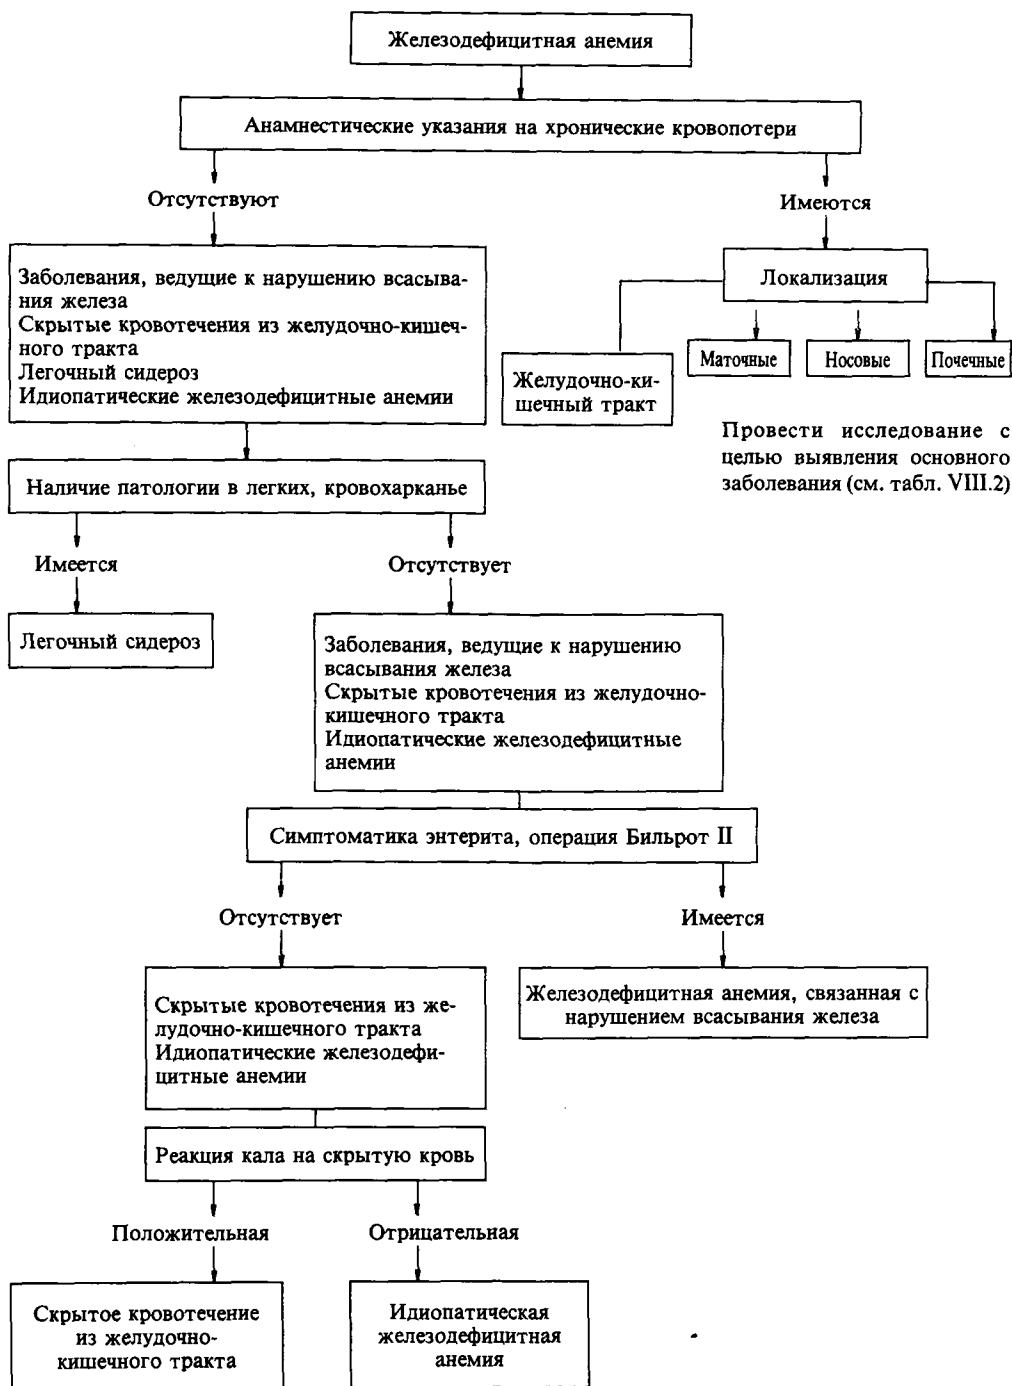 Железодефицитная анемия
Анамнестические указания на хронические кровопотери
Отсутствуют
Имеются
Заболевания, ведущие к нарушению всасыва-
ния железа
Скрытые кровотечения из желудочно-кишеч-
ного тракта
Легочный сидероз
Идиопатические железодефицитные анемии
Локализация
Желудочно-ки-
шечный тракт
Маточные
Носовые
Почечные
Провести исследование с
целью выявления основного
заболевания (см. табл. VIII.2)
Наличие патологии в легких, кровохарканье
Имеется
Отсутствует
Легочный сидероз
Заболевания, ведущие к нарушению
всасывания железа
Скрытые кровотечения из желудочно-
кишечного тракта
Идиопатические железодефицитные
анемии
Симптоматика энтерита, операция Бильрот II
Отсутствует
Имеется
Скрытые кровотечения из же-
лудочно-кишечного тракта
Идиопатические железодефи-
цитные анемии
Железодефицитная анемия, связанная с
нарушением всасывания железа
Реакция кала на скрытую кровь
Положительная
Отрицательная
Скрытое кровотечение
из желудочно-
кишечного тракта
Идиопатическая
железодефицитная
анемия